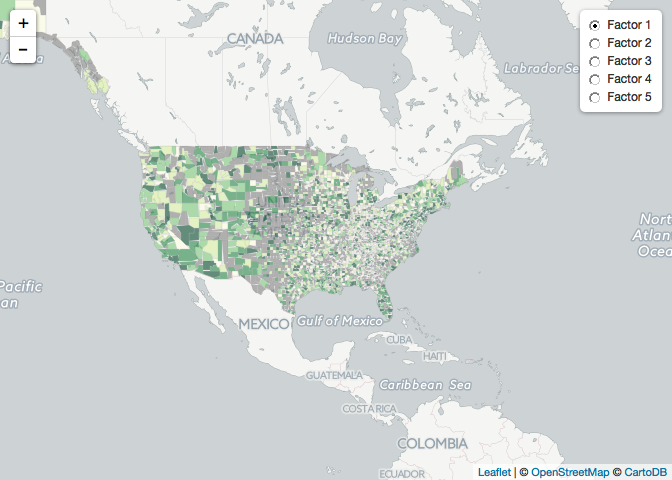 +
−
CANADA
Hudson Bay
Labrador Se
Factor 1
Factor 2
Factor 3
Factor 4
Factor 5
Nort
Atlan
Ocea
Pacific
an
MEXICO
Gulf of Mexico
CUBA
HAITI
GUATEMALA
Caribbean Sea
COSTA RICA
COLOMBIA
ECUADOR
Leaflet | © OpenStreetMap © CartoDB